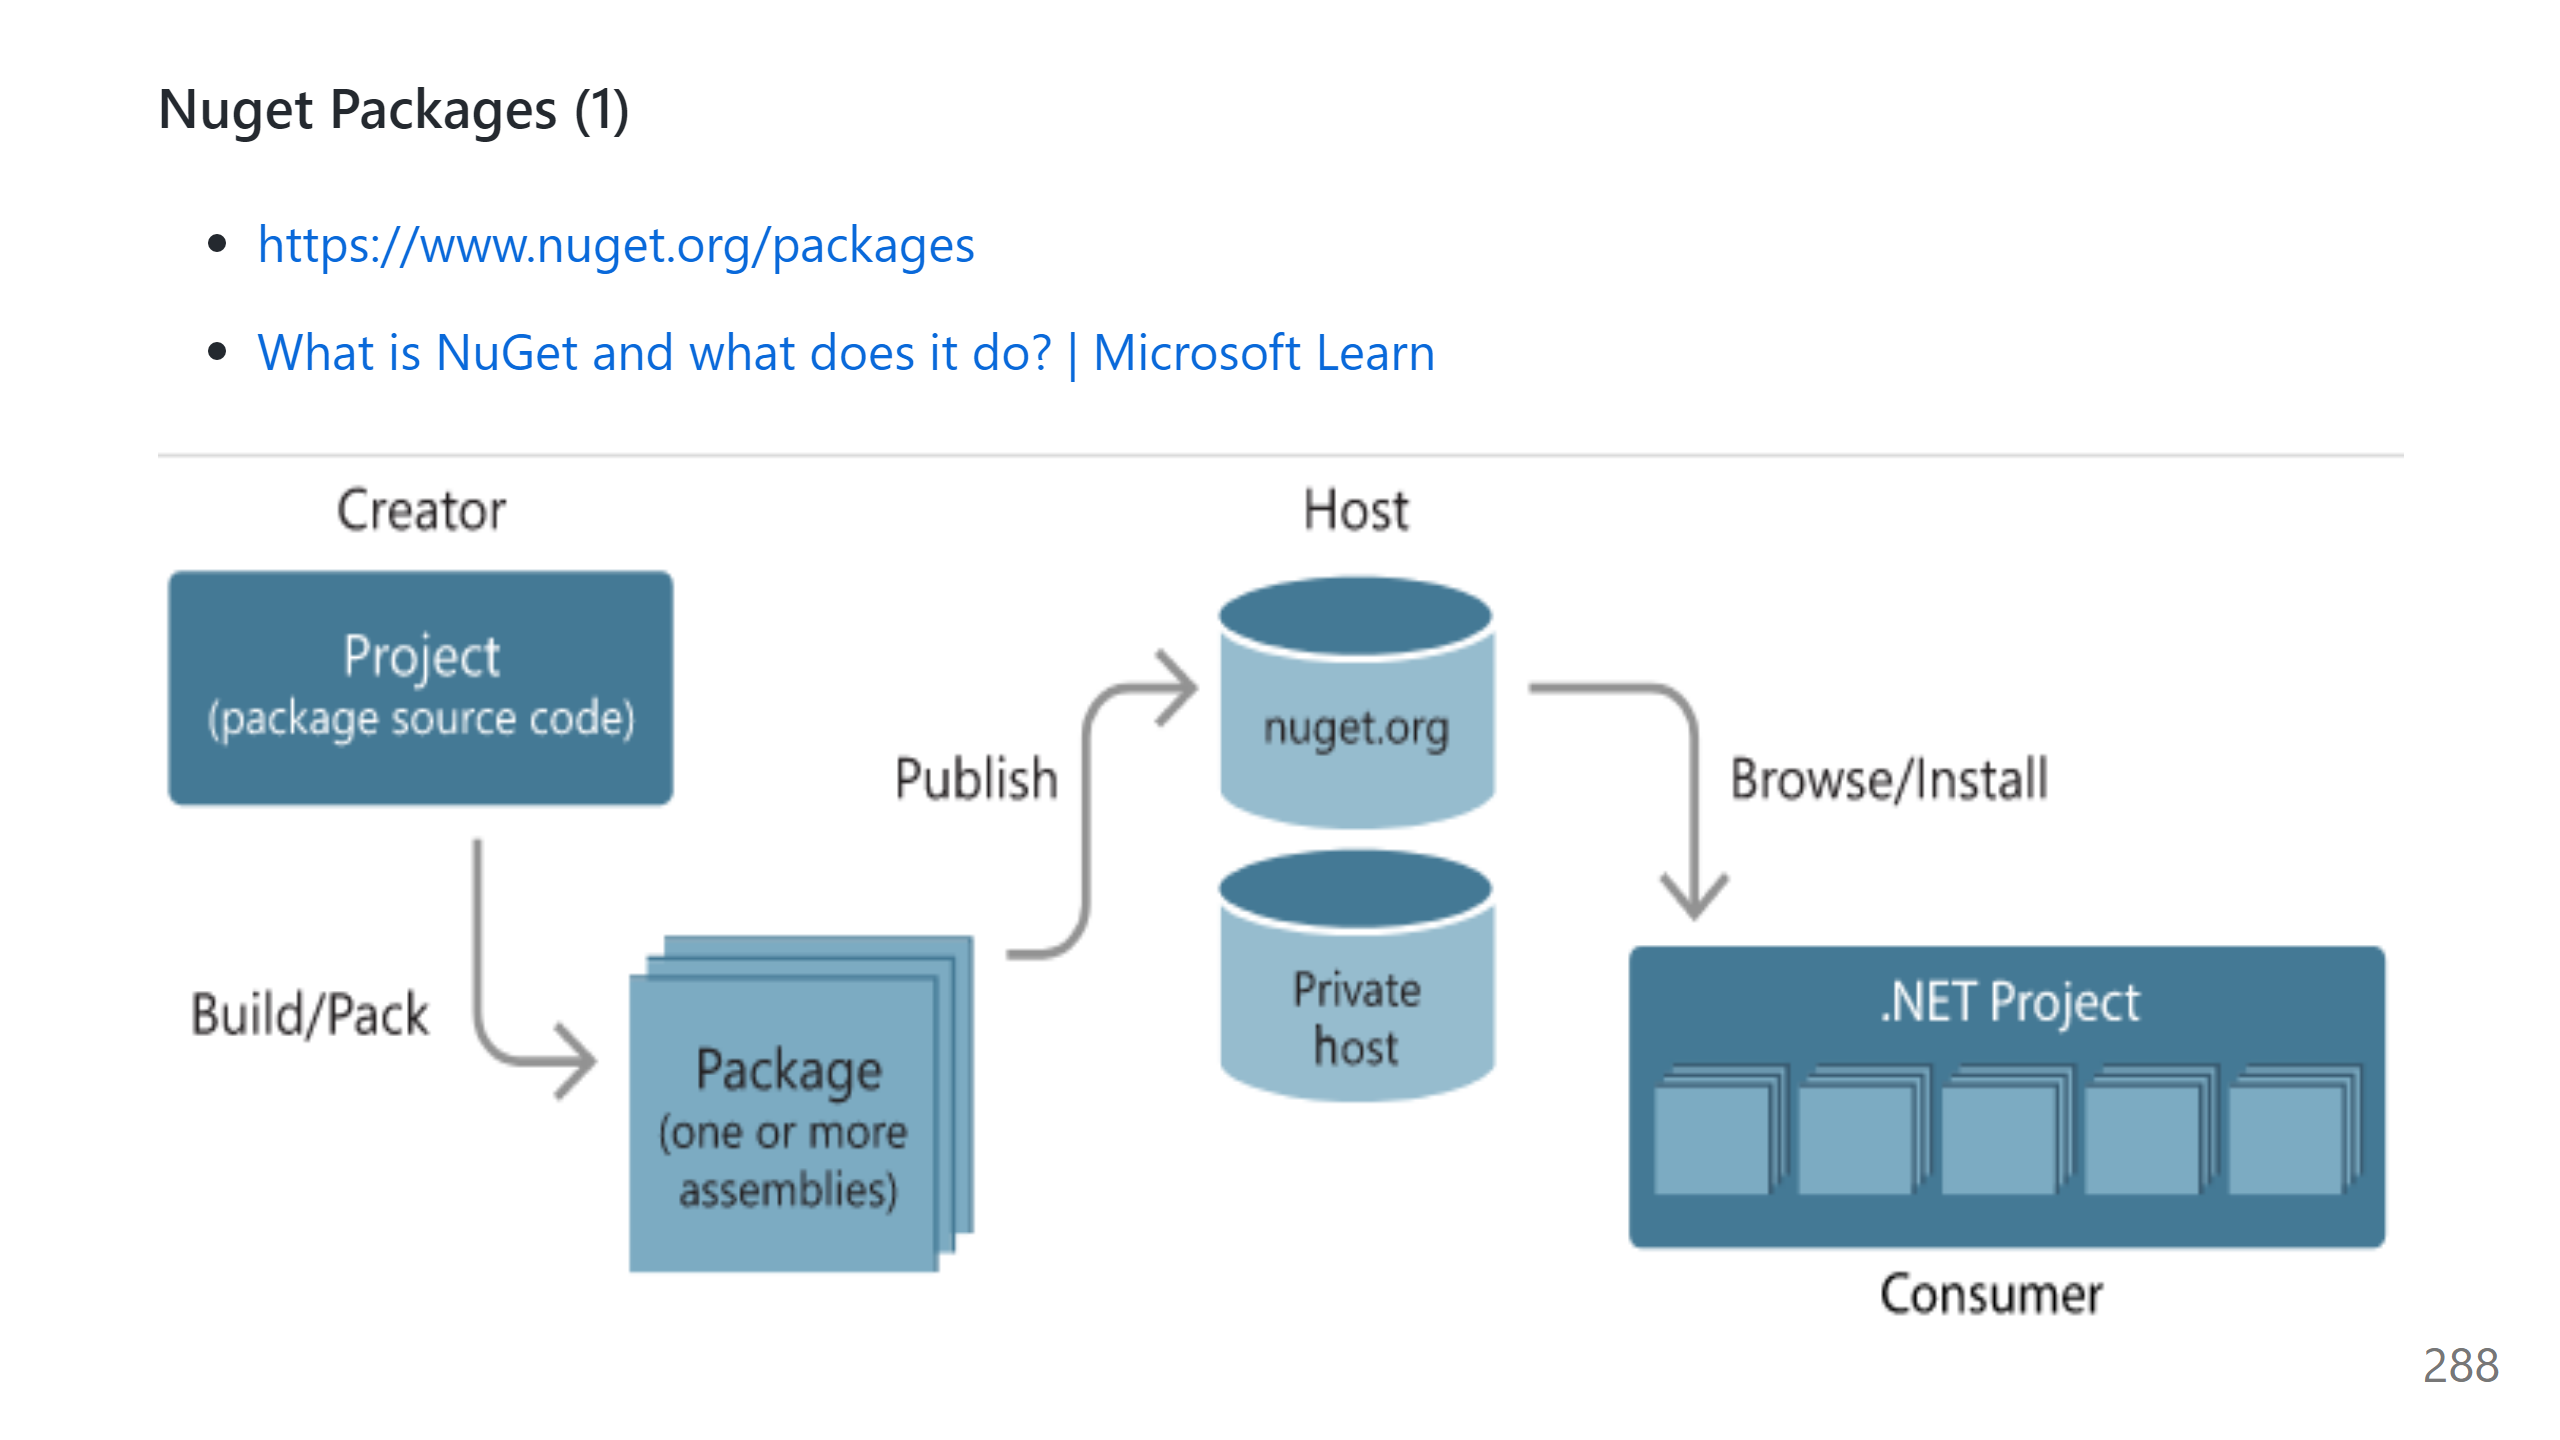 Nuget Packages (1)
https://www.nuget.org/packages
What is NuGet and what does it do? | Microsoft Learn
Creator
Project
(package source code)
Build/Pack
Package
(one or more
assemblies)
Publish
Host
nuget.org
Private
host
Browse/Install
.NET Project
Consumer
288